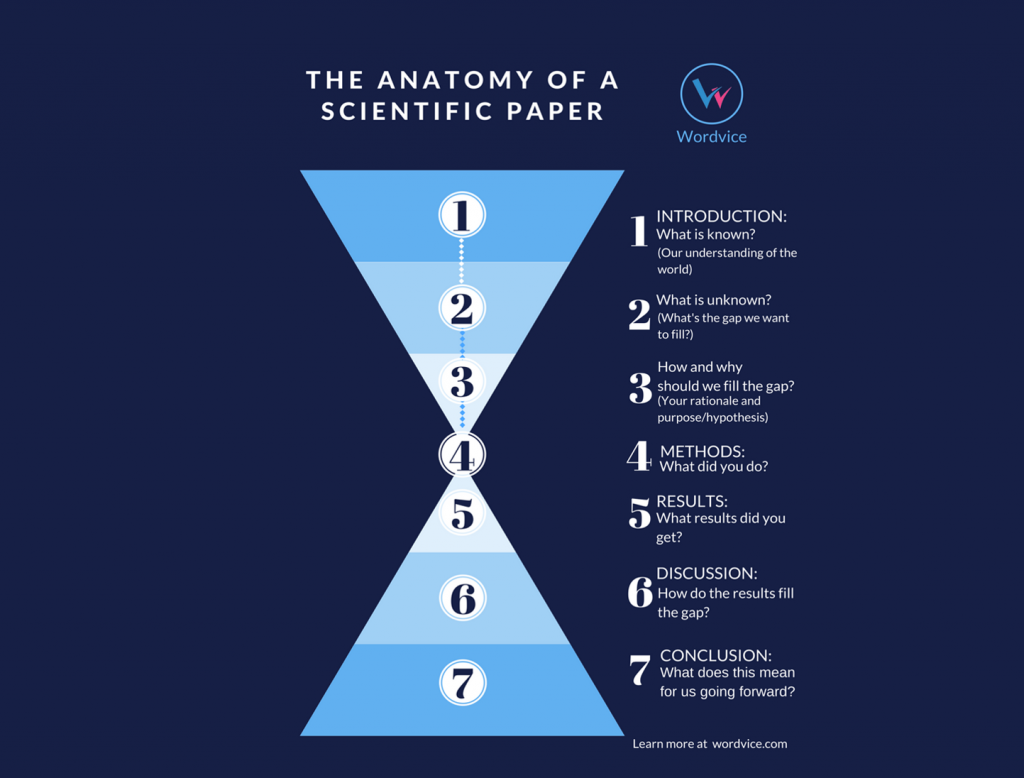 THE ANATOMY OF A
SCIENTIFIC PAPER
Wordvice
1
2
3
4
5
6
7
1 INTRODUCTION:
What is known?
(Our understanding of the
world)
2 What is unknown?
(What's the gap we want
to fill?)
3 How and why
should we fill the gap?
(Your rationale and
purpose/hypothesis)
4 METHODS:
What did you do?
5 RESULTS:
What results did you
get?
6 DISCUSSION:
How do the results fill
the gap?
7 CONCLUSION:
What does this mean
for us going forward?
Learn more at wordvice.com